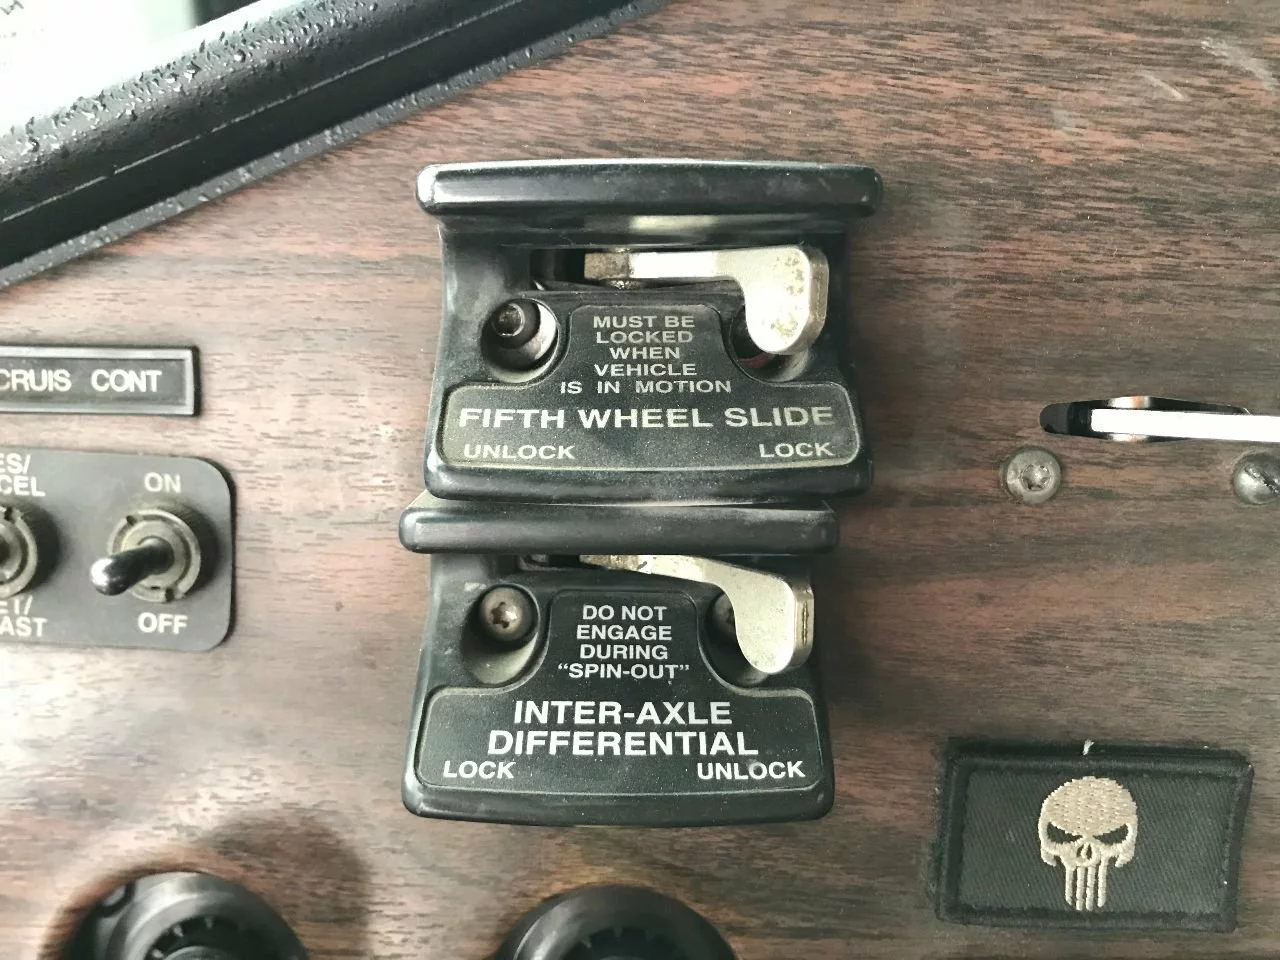 CRUIS CONT
ON
OFF
MUST BE
LOCKED
WHEN
VEHICLE
IS IN MOTION
FIFTH WHEEL SLIDE
UNLOCK LOCK
DO NOT
ENGAGE
DURING
“SPIN-OUT”
INTER-AXLE
DIFFERENTIAL
LOCK UNLOCK